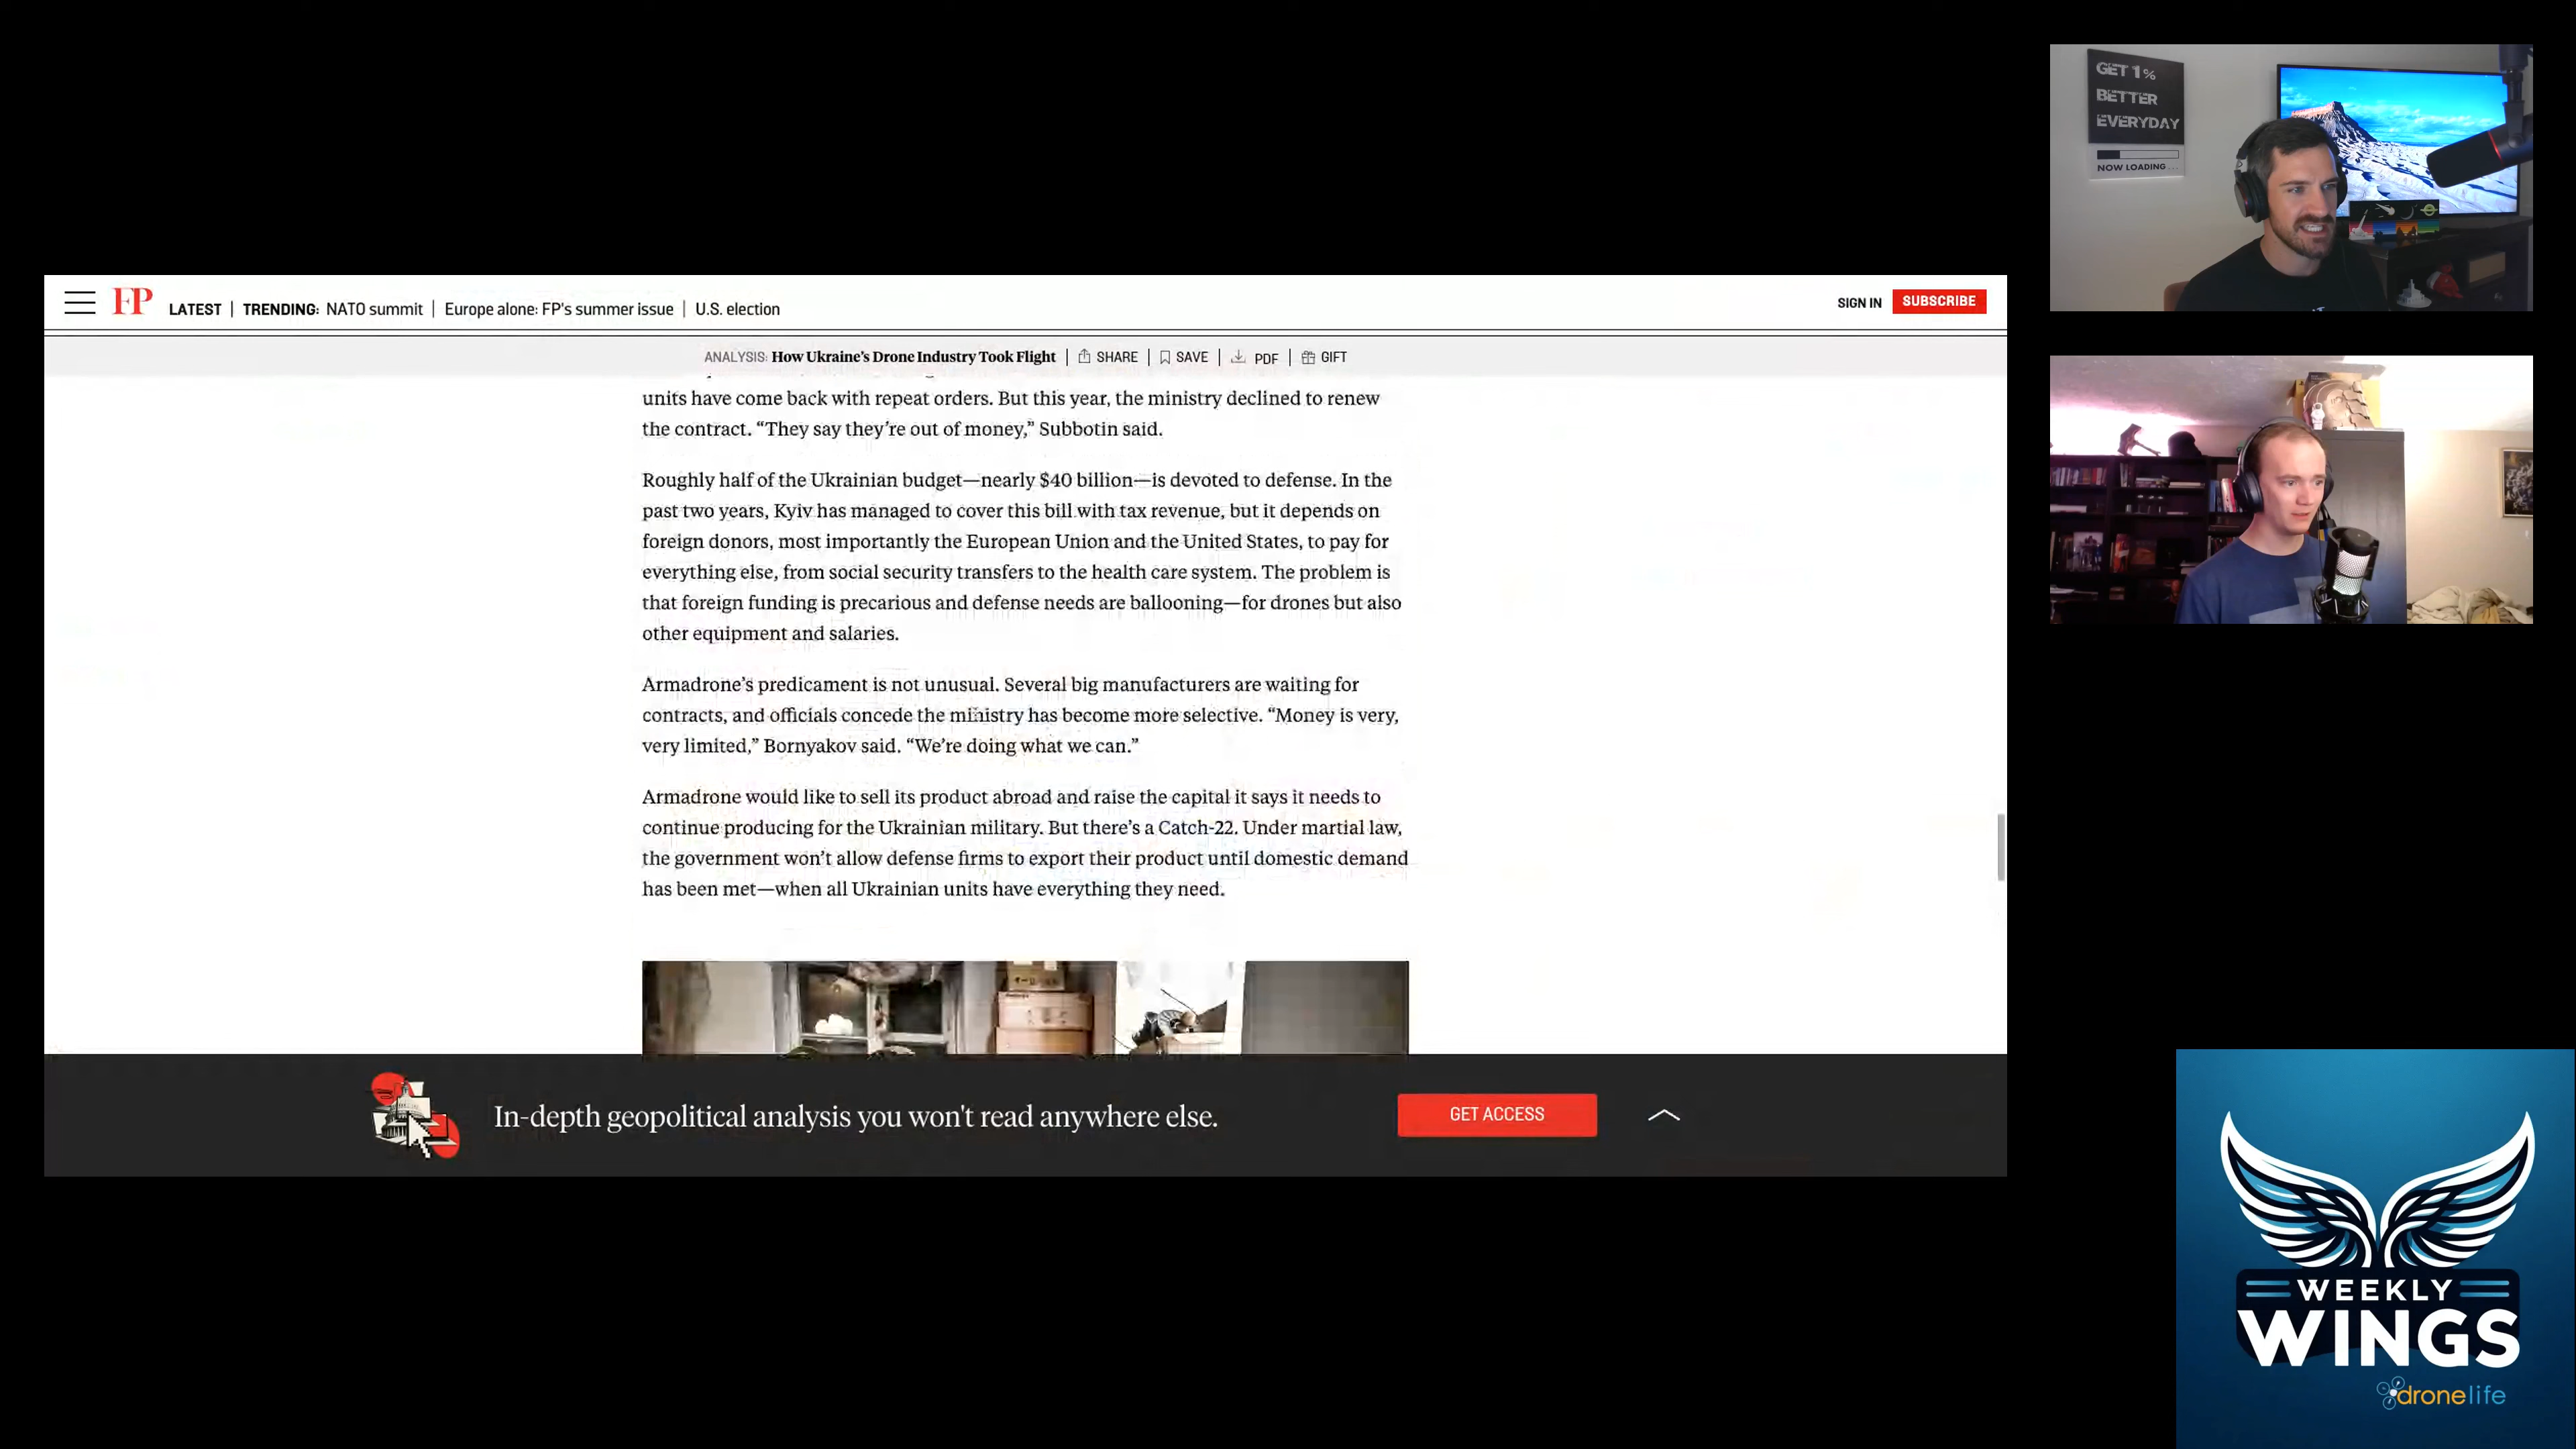 FP LATEST | TRENDING: NATO summit | Europe alone: FP's summer issue | U.S. election
SIGN IN SUBSCRIBE
ANALYSIS: How Ukraine's Drone Industry Took Flight | SHARE | SAVE | PDF | GIFT
units have come back with repeat orders. But this year, the ministry declined to renew
the contract. “They say they’re out of money,” Subbotin said.
Roughly half of the Ukrainian budget—nearly $40 billion—is devoted to defense. In the
past two years, Kyiv has managed to cover this bill with tax revenue, but it depends on
foreign donors, most importantly the European Union and the United States, to pay for
everything else, from social security transfers to the health care system. The problem is
that foreign funding is precarious and defense needs are ballooning—for drones but also
other equipment and salaries.
Armadrone’s predicament is not unusual. Several big manufacturers are waiting for
contracts, and officials concede the ministry has become more selective. “Money is very,
very limited,” Bornyakov said. “We’re doing what we can.”
Armadrone would like to sell its product abroad and raise the capital it says it needs to
continue producing for the Ukrainian military. But there’s a Catch-22. Under martial law,
the government won’t allow defense firms to export their product until domestic demand
has been met—when all Ukrainian units have everything they need.
In-depth geopolitical analysis you won't read anywhere else.
GET ACCESS
GET 1%
BETTER
EVERYDAY
NOW LOADING...
WEEKLY
WINGS
dronelife